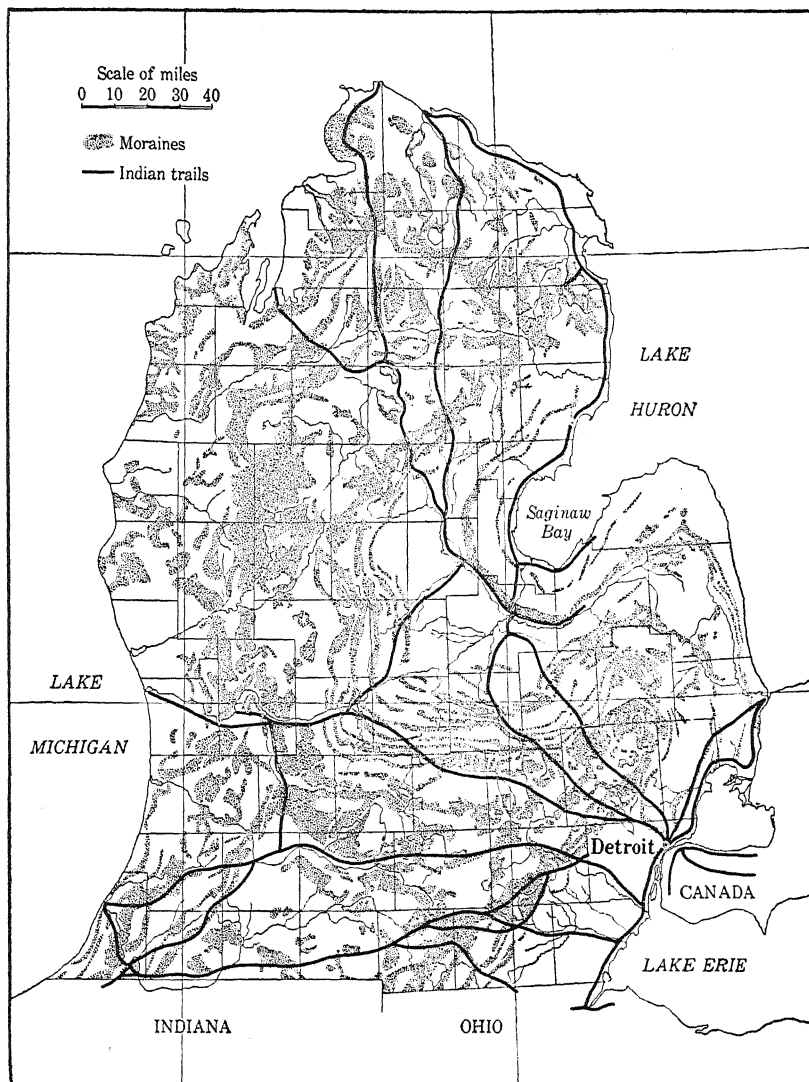 Scale of miles
0 10 20 30 40
Moraines
Indian trails
LAKE
HURON
Saginaw
Bay
LAKE
MICHIGAN
Detroit
CANADA
LAKE ERIE
INDIANA
OHIO